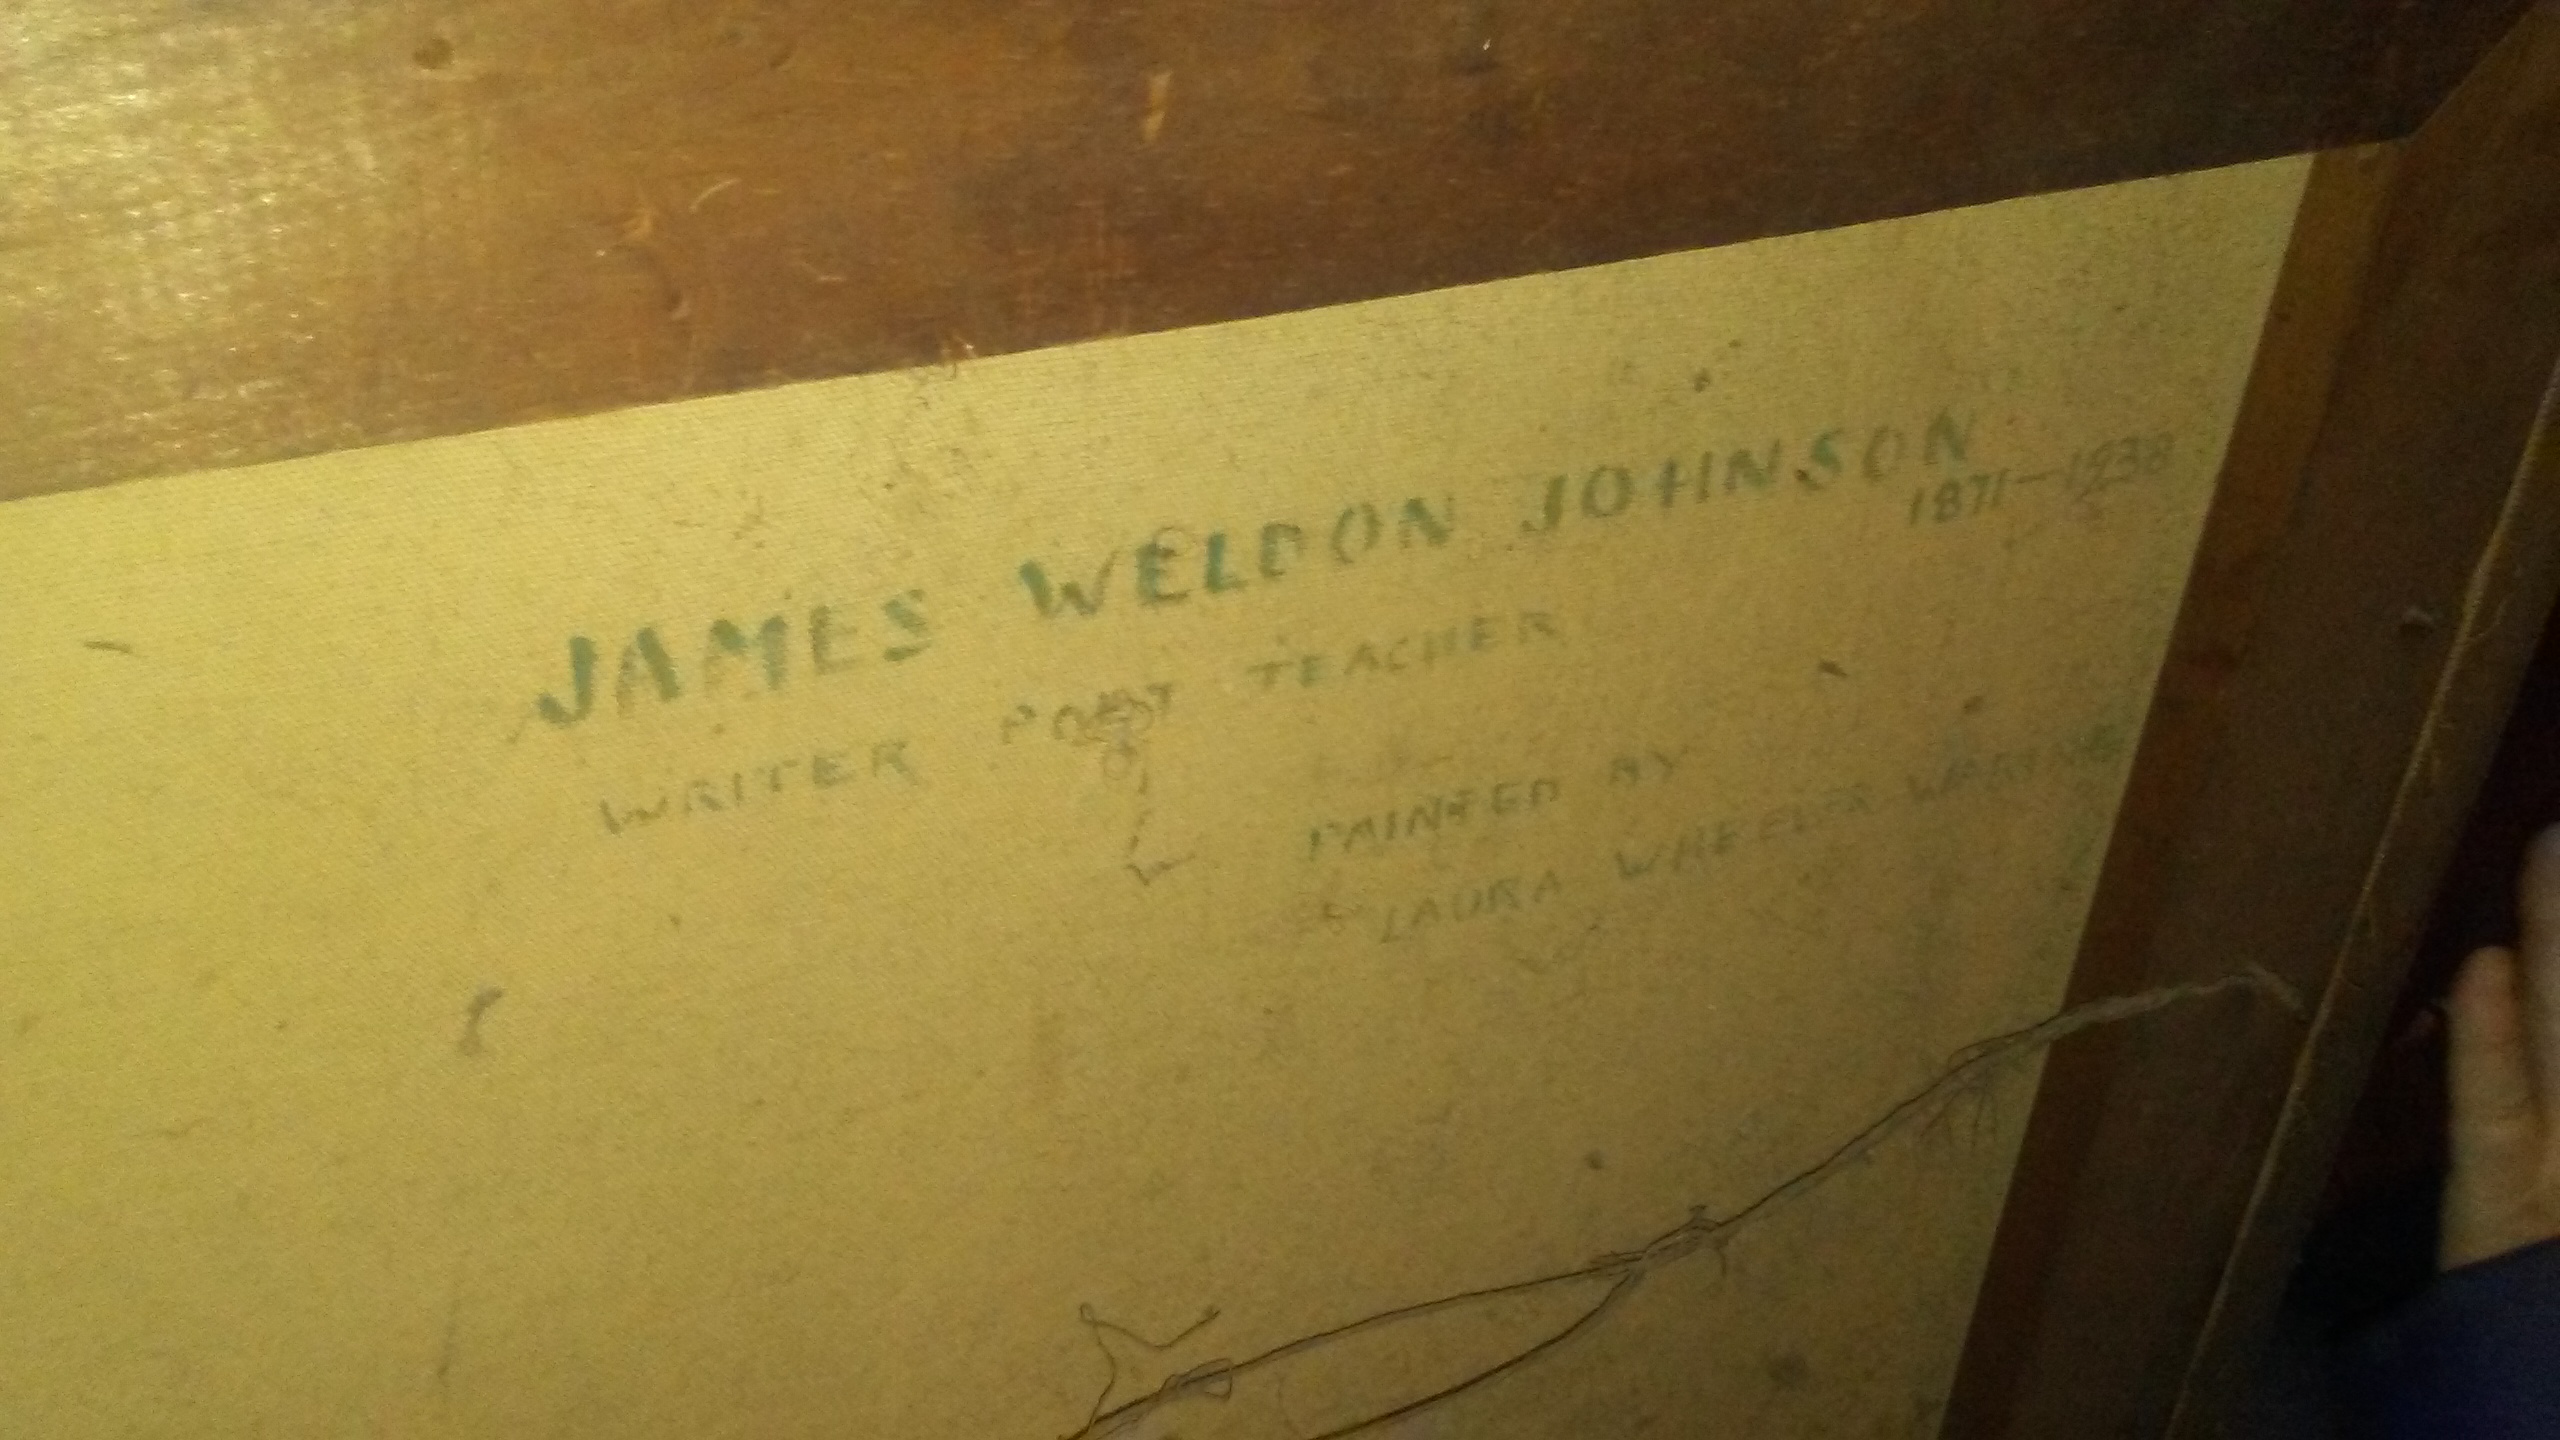 JAMES WELDON JOHNSON
1871-1938
WRITER POET TEACHER
PAINTED BY
LAURA WHEELER WARING